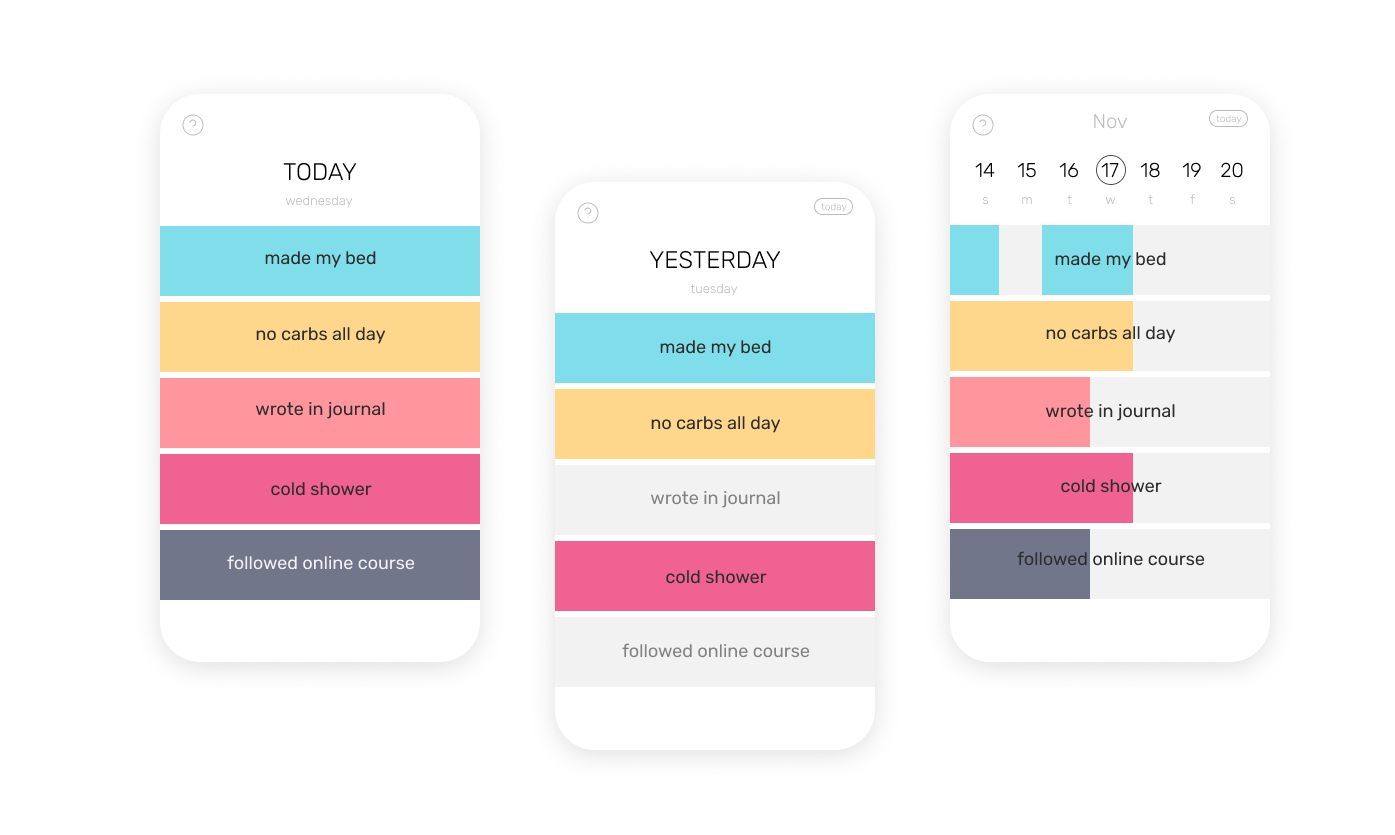 ?
TODAY
wednesday
made my bed
no carbs all day
wrote in journal
cold shower
followed online course
?
today
YESTERDAY
tuesday
made my bed
no carbs all day
wrote in journal
cold shower
followed online course
?
Nov
today
14 15 16 17 18 19 20
s m t w t f s
made my bed
no carbs all day
wrote in journal
cold shower
followed online course